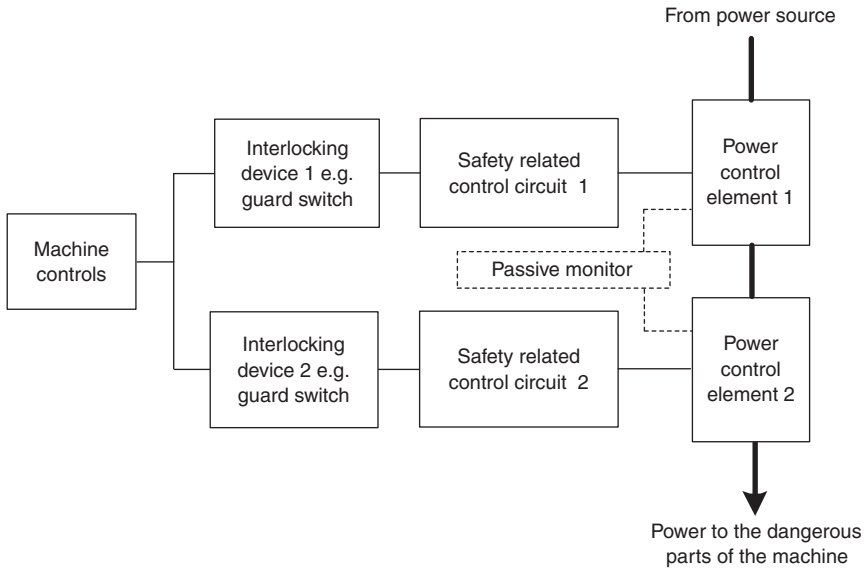 From power source
Interlocking
device 1 e.g.
guard switch
Safety related
control circuit 1
Power
control
element 1
Machine
controls
Passive monitor
Interlocking
device 2 e.g.
guard switch
Safety related
control circuit 2
Power
control
element 2
Power to the dangerous
parts of the machine